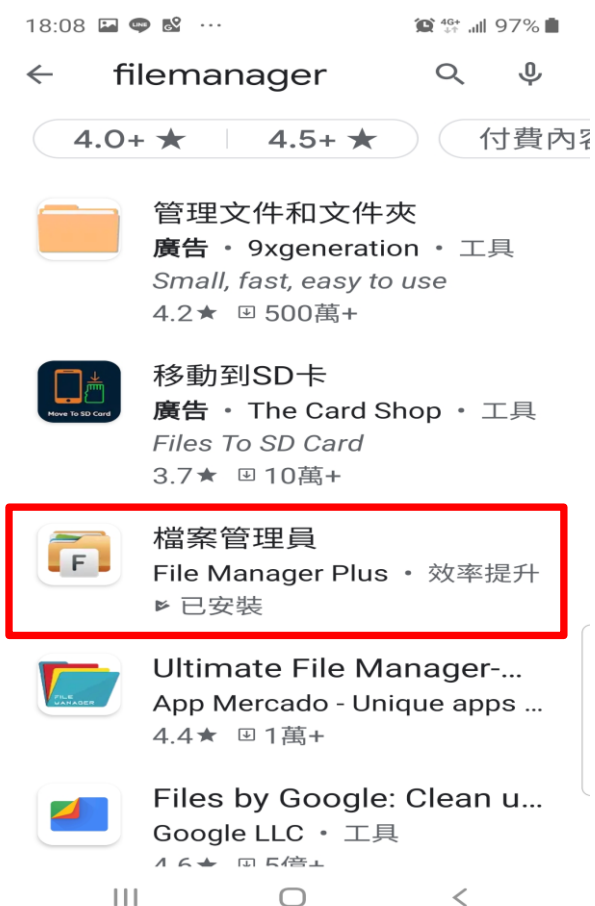 18:08 ... 4G+ 97%
filemanager
4.0+ ★ 4.5+ ★ 付費內容
管理文件和文件夾
廣告 • 9xgeneration • 工具
Small, fast, easy to use
4.2★ 500萬+
Move To SD Card
移動到SD卡
廣告 • The Card Shop • 工具
Files To SD Card
3.7★ 10萬+
F
檔案管理員
File Manager Plus • 效率提升
已安裝
FILE MANAGER
Ultimate File Manager-...
App Mercado - Unique apps ...
4.4★ 1萬+
Files by Google: Clean u...
Google LLC • 工具
4.6★ 5億+